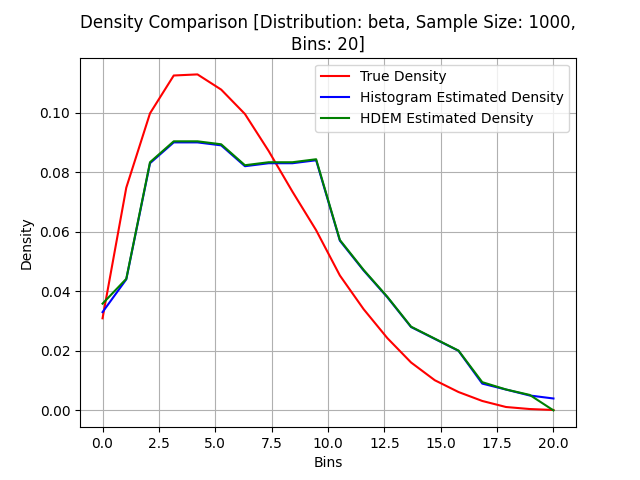 Density Comparison [Distribution: beta, Sample Size: 1000,
Bins: 20]
True Density
Histogram Estimated Density
HDEM Estimated Density
Density
0.10
0.08
0.06
0.04
0.02
0.00
0.0 2.5 5.0 7.5 10.0 12.5 15.0 17.5 20.0
Bins